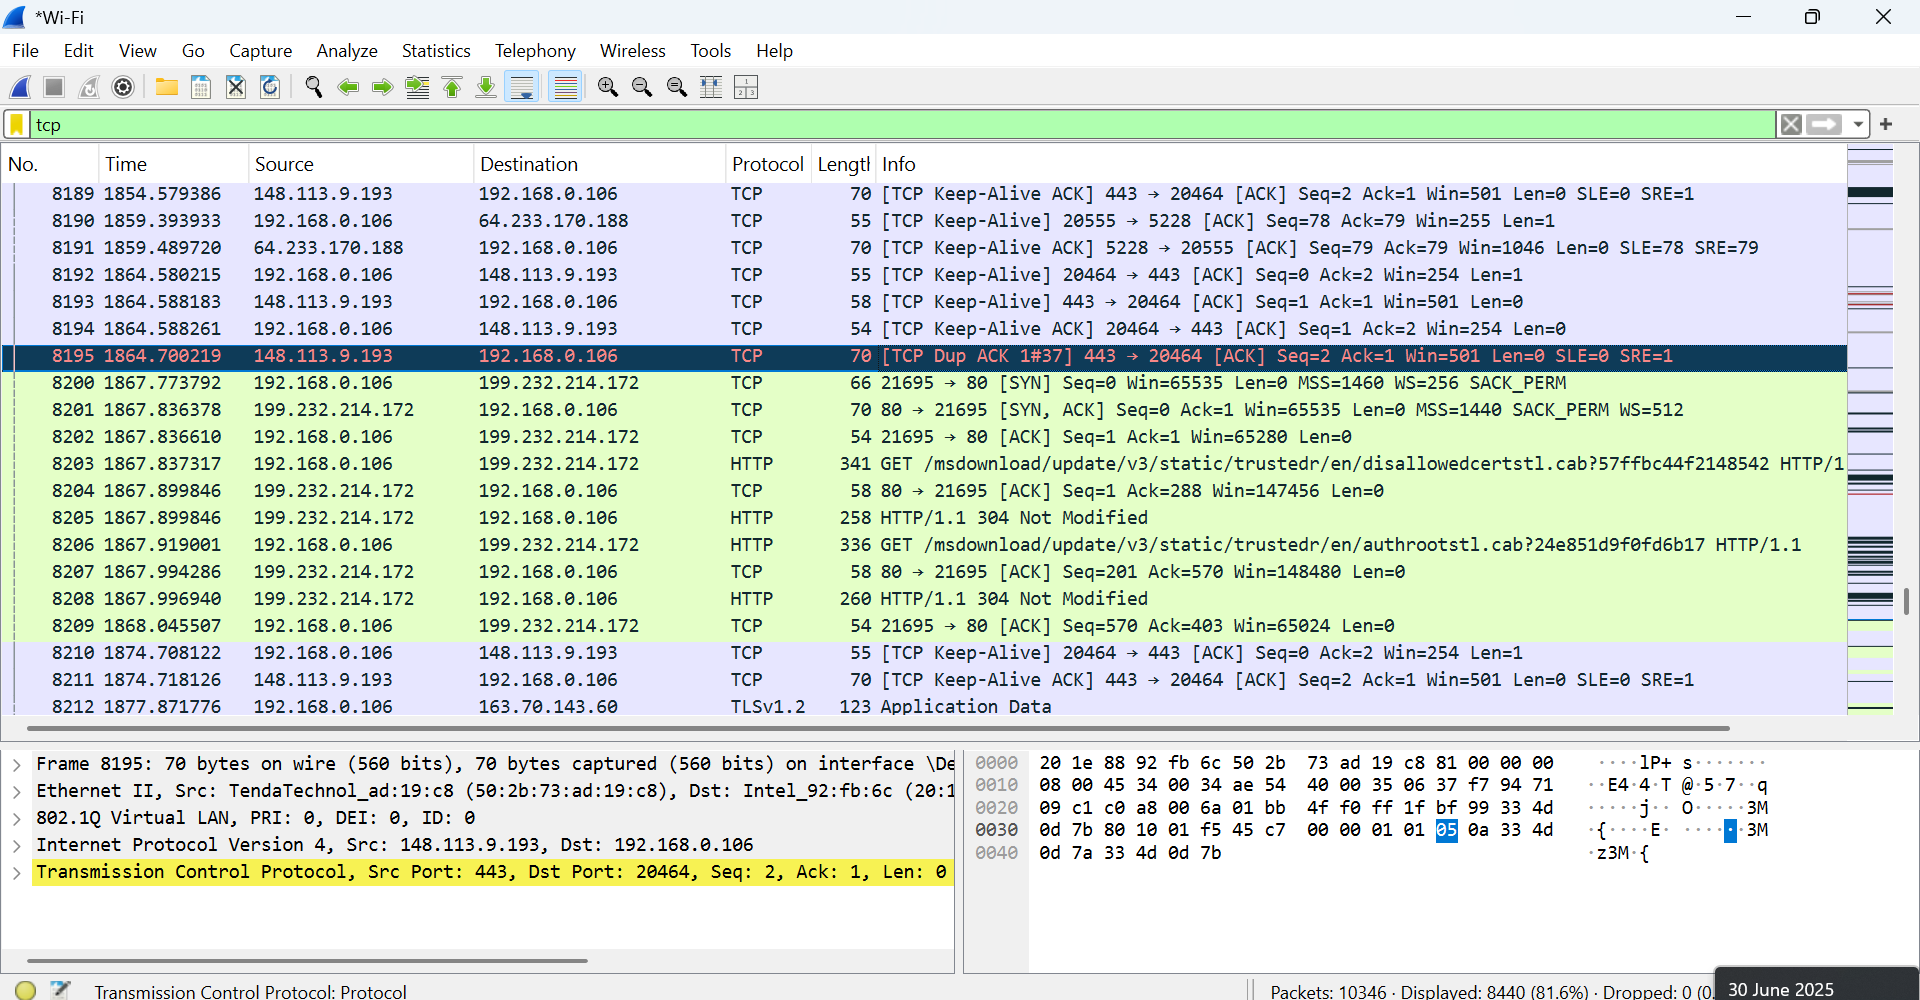 *Wi-Fi
File Edit View Go Capture Analyze Statistics Telephony Wireless Tools Help
tcp
No. Time Source Destination Protocol Length Info
8189 1854.579386 148.113.9.193 192.168.0.106 TCP 70 [TCP Keep-Alive ACK] 443 → 20464 [ACK] Seq=2 Ack=1 Win=501 Len=0 SLE=0 SRE=1
8190 1859.393933 192.168.0.106 64.233.170.188 TCP 55 [TCP Keep-Alive] 20555 → 5228 [ACK] Seq=78 Ack=79 Win=255 Len=1
8191 1859.489720 64.233.170.188 192.168.0.106 TCP 70 [TCP Keep-Alive ACK] 5228 → 20555 [ACK] Seq=79 Ack=79 Win=1046 Len=0 SLE=78 SRE=79
8192 1864.580215 192.168.0.106 148.113.9.193 TCP 55 [TCP Keep-Alive] 20464 → 443 [ACK] Seq=0 Ack=2 Win=254 Len=1
8193 1864.588183 148.113.9.193 192.168.0.106 TCP 58 [TCP Keep-Alive] 443 → 20464 [ACK] Seq=1 Ack=1 Win=501 Len=0
8194 1864.588261 192.168.0.106 148.113.9.193 TCP 54 [TCP Keep-Alive ACK] 20464 → 443 [ACK] Seq=1 Ack=2 Win=254 Len=0
8195 1864.700219 148.113.9.193 192.168.0.106 TCP 70 [TCP Dup ACK 1#37] 443 → 20464 [ACK] Seq=2 Ack=1 Win=501 Len=0 SLE=0 SRE=1
8200 1867.773792 192.168.0.106 199.232.214.172 TCP 66 21695 → 80 [SYN] Seq=0 Win=65535 Len=0 MSS=1460 WS=256 SACK_PERM
8201 1867.836378 199.232.214.172 192.168.0.106 TCP 70 80 → 21695 [SYN, ACK] Seq=0 Ack=1 Win=65535 Len=0 MSS=1440 SACK_PERM WS=512
8202 1867.836610 192.168.0.106 199.232.214.172 TCP 54 21695 → 80 [ACK] Seq=1 Ack=1 Win=65280 Len=0
8203 1867.837317 192.168.0.106 199.232.214.172 HTTP 341 GET /msdownload/update/v3/static/trustedr/en/disallowedcertstl.cab?57ffbc44f2148542 HTTP/1
8204 1867.899846 199.232.214.172 192.168.0.106 TCP 58 80 → 21695 [ACK] Seq=1 Ack=288 Win=147456 Len=0
8205 1867.899846 199.232.214.172 192.168.0.106 HTTP 258 HTTP/1.1 304 Not Modified
8206 1867.919001 192.168.0.106 199.232.214.172 HTTP 336 GET /msdownload/update/v3/static/trustedr/en/authrootstl.cab?24e851d9f0fd6b17 HTTP/1.1
8207 1867.994286 199.232.214.172 192.168.0.106 TCP 58 80 → 21695 [ACK] Seq=201 Ack=570 Win=148480 Len=0
8208 1867.996940 199.232.214.172 192.168.0.106 HTTP 260 HTTP/1.1 304 Not Modified
8209 1868.045507 192.168.0.106 199.232.214.172 TCP 54 21695 → 80 [ACK] Seq=570 Ack=403 Win=65024 Len=0
8210 1874.708122 192.168.0.106 148.113.9.193 TCP 55 [TCP Keep-Alive] 20464 → 443 [ACK] Seq=0 Ack=2 Win=254 Len=1
8211 1874.718126 148.113.9.193 192.168.0.106 TCP 70 [TCP Keep-Alive ACK] 443 → 20464 [ACK] Seq=2 Ack=1 Win=501 Len=0 SLE=0 SRE=1
8212 1877.871776 192.168.0.106 163.70.143.60 TLSv1.2 123 Application Data
Frame 8195: 70 bytes on wire (560 bits), 70 bytes captured (560 bits) on interface \De
Ethernet II, Src: TendaTechnol_ad:19:c8 (50:2b:73:ad:19:c8), Dst: Intel_92:fb:6c (20:1
802.1Q Virtual LAN, PRI: 0, DEI: 0, ID: 0
Internet Protocol Version 4, Src: 148.113.9.193, Dst: 192.168.0.106
Transmission Control Protocol, Src Port: 443, Dst Port: 20464, Seq: 2, Ack: 1, Len: 0
0000 20 1e 88 92 fb 6c 50 2b 73 ad 19 c8 81 00 00 00 ····lP+ s·······
0010 08 00 45 34 00 34 ae 54 40 00 35 06 37 f7 94 71 ··E4·4·T @·5·7··q
0020 09 c1 c0 a8 00 6a 01 bb 4f f0 ff 1f bf 99 33 4d ·····j·· O·····3M
0030 0d 7b 80 10 01 f5 45 c7 00 00 01 01 05 0a 33 4d ·{····E· ······3M
0040 0d 7a 33 4d 0d 7b ·z3M·{
Transmission Control Protocol: Protocol
Packets: 10346 · Displayed: 8440 (81.6%) · Dropped: 0 (0.
30 June 2025